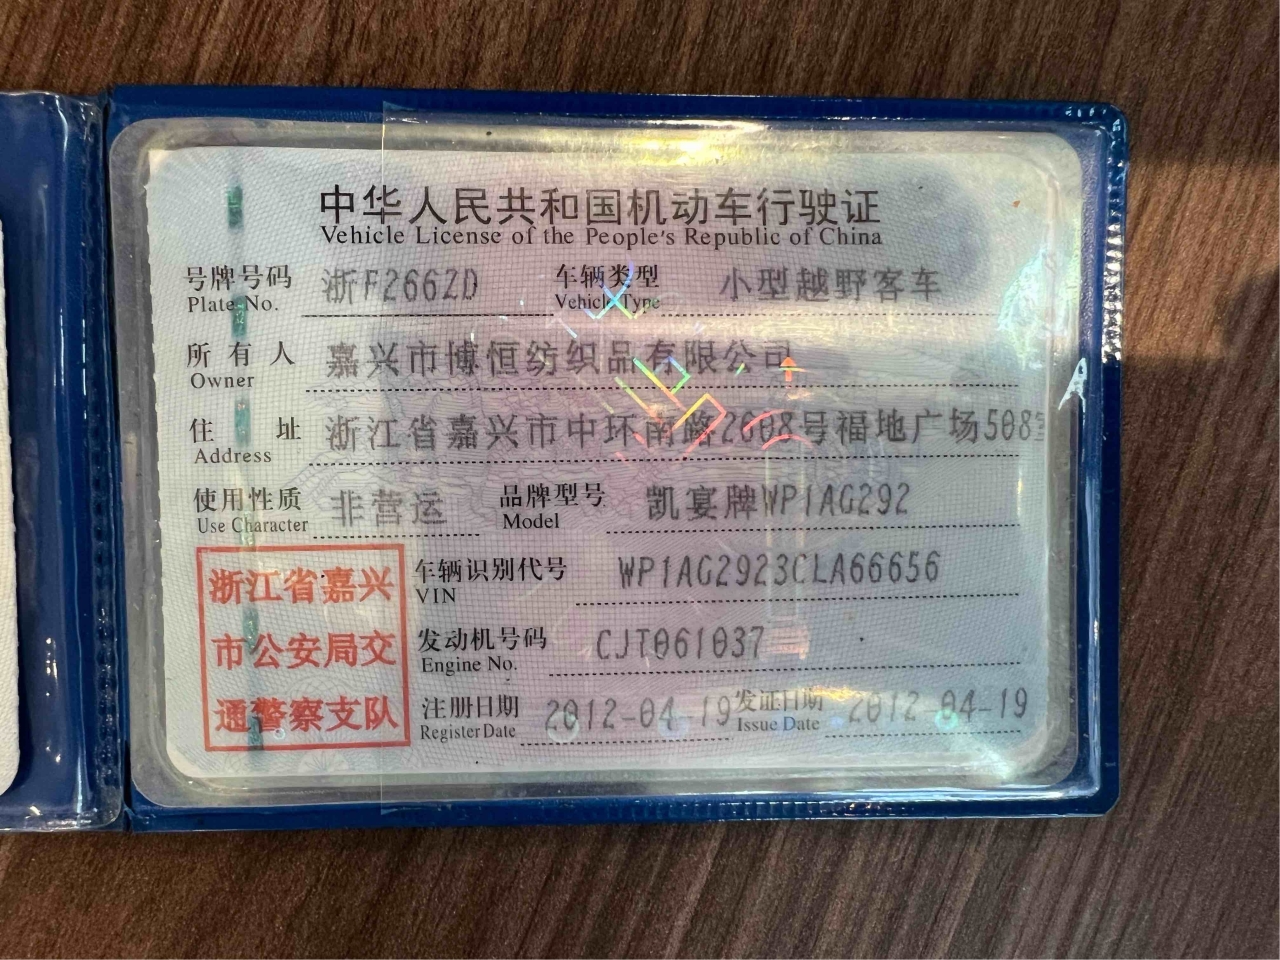 中华人民共和国机动车行驶证
Vehicle License of the People's Republic of China
号牌号码 浙F266ZD 车辆类型 小型越野客车
Plate No. Vehicle Type
所有人 嘉兴市博恒纺织品有限公司
Owner
住址 浙江省嘉兴市中环南路2608号福地广场508室
Address
使用性质 非营运 品牌型号 凯宴牌WP1AG292
Use Character Model
浙江省嘉兴
市公安局交
通警察支队
车辆识别代号 WP1AG2923CLA66656
VIN
发动机号码 CJT061037
Engine No.
注册日期 2012-04-19 发证日期 2012-04-19
Register Date Issue Date